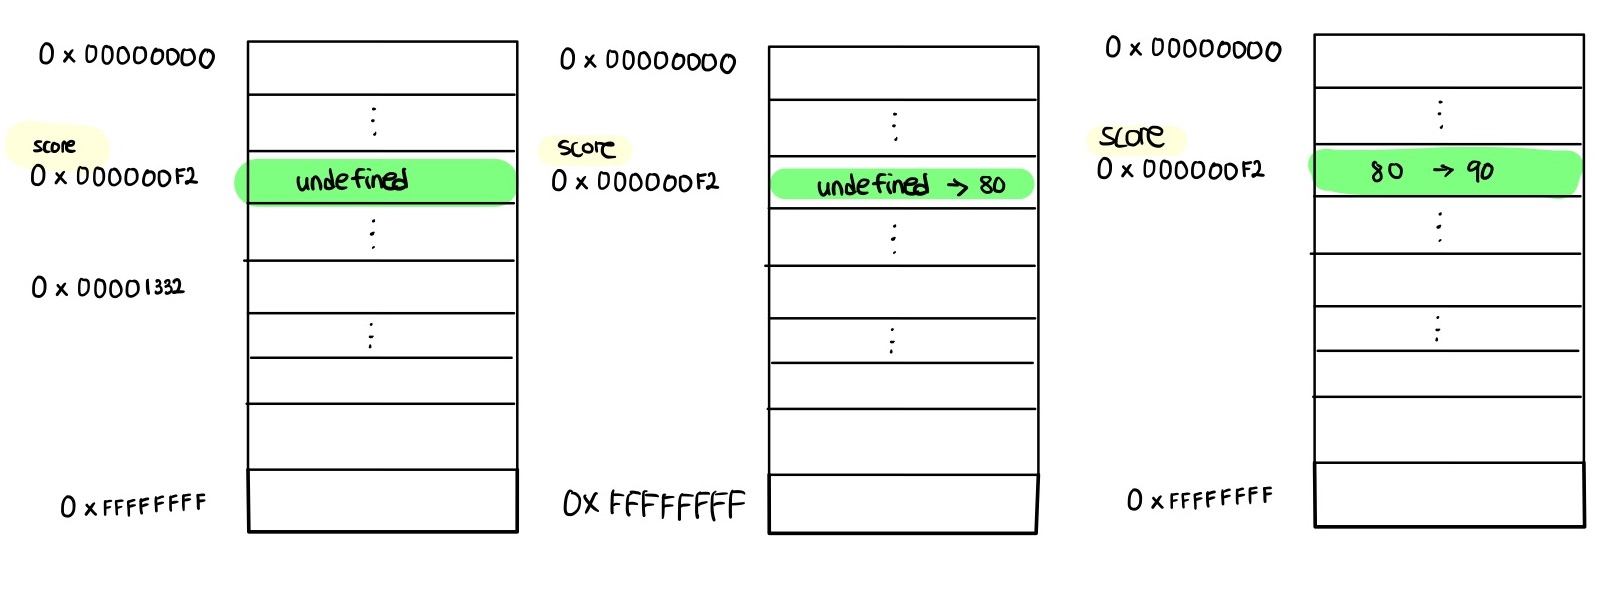 0 x 00000000
score
0 x 000000F2
undefined
0 x 00001332
0 x FFFFFFFF
0 x 00000000
score
0 x 000000F2
undefined → 80
0x FFFFFFFF
0 x 00000000
score
0 x 000000F2
80 → 90
0 x FFFFFFFF